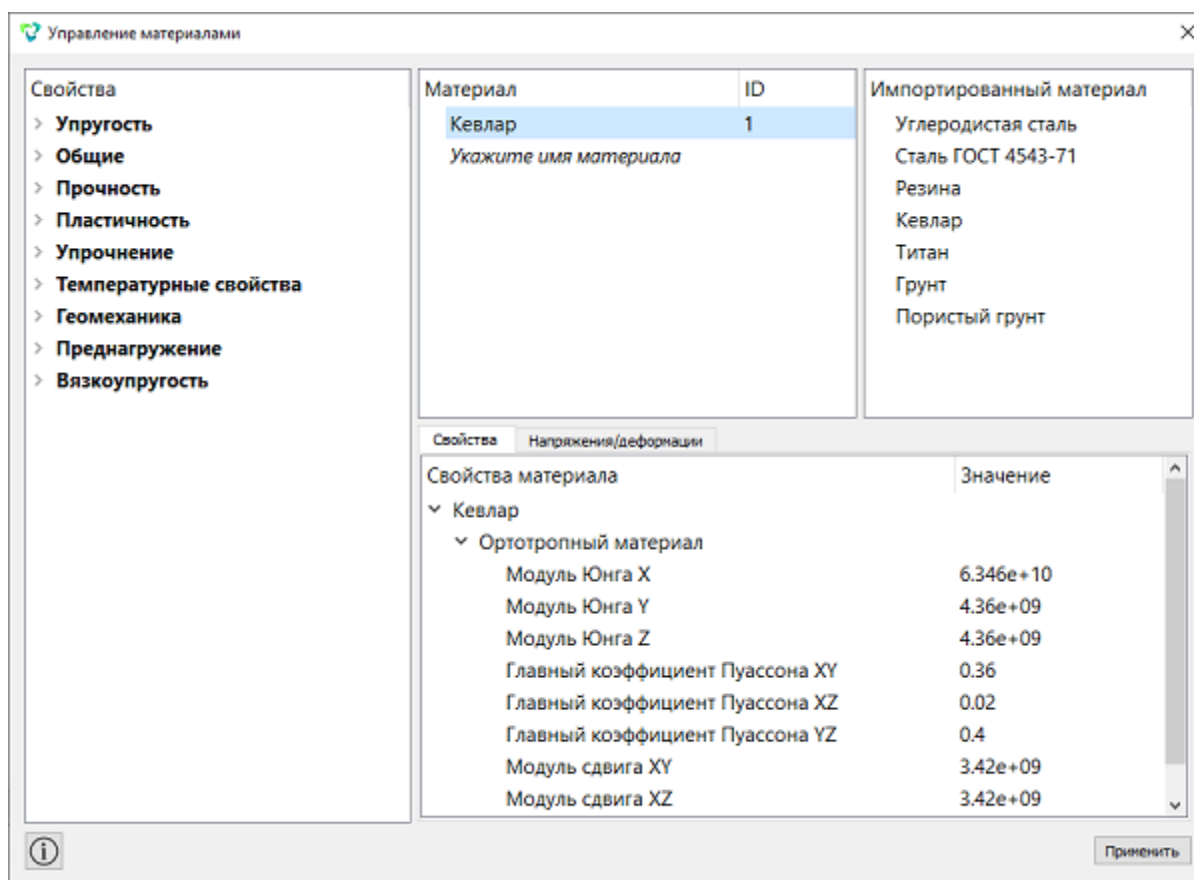 Управление материалами
Свойства
Упругость
Общие
Прочность
Пластичность
Упрочнение
Температурные свойства
Геомеханика
Преднагружение
Вязкоупругость
Материал ID
Кевлар 1
Укажите имя материала
Импортированный материал
Углеродистая сталь
Сталь ГОСТ 4543-71
Резина
Кевлар
Титан
Грунт
Пористый грунт
Свойства Напряжения/деформации
Свойства материала Значение
Кевлар
Ортотропный материал
Модуль Юнга X 6.346e+10
Модуль Юнга Y 4.36e+09
Модуль Юнга Z 4.36e+09
Главный коэффициент Пуассона XY 0.36
Главный коэффициент Пуассона XZ 0.02
Главный коэффициент Пуассона YZ 0.4
Модуль сдвига XY 3.42e+09
Модуль сдвига XZ 3.42e+09
Применить